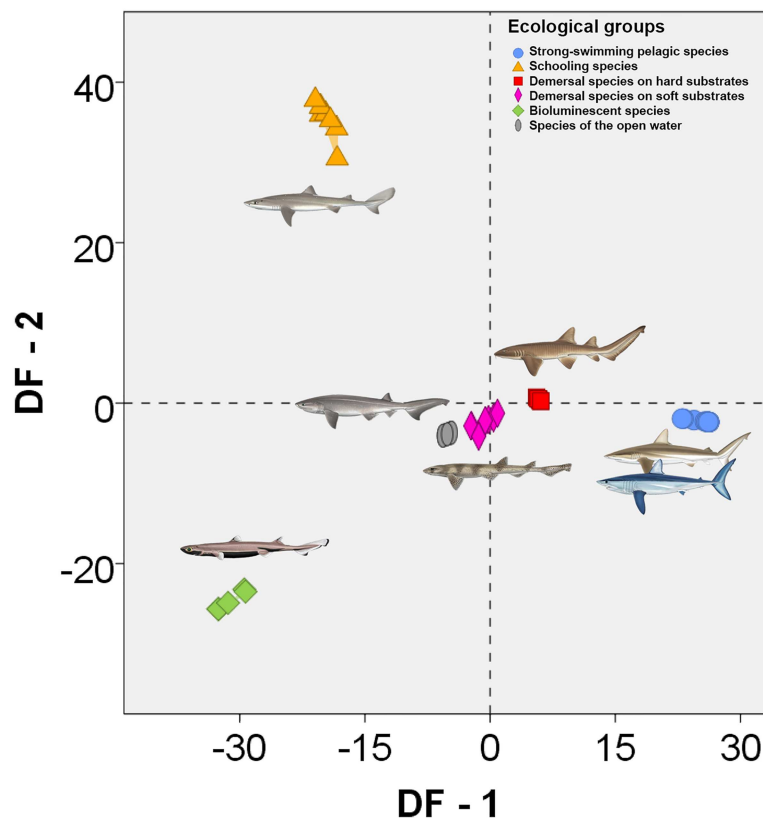 Ecological groups
Strong-swimming pelagic species
Schooling species
Demersal species on hard substrates
Demersal species on soft substrates
Bioluminescent species
Species of the open water
40
20
0
-20
DF - 2
-30
-15
0
15
30
DF - 1